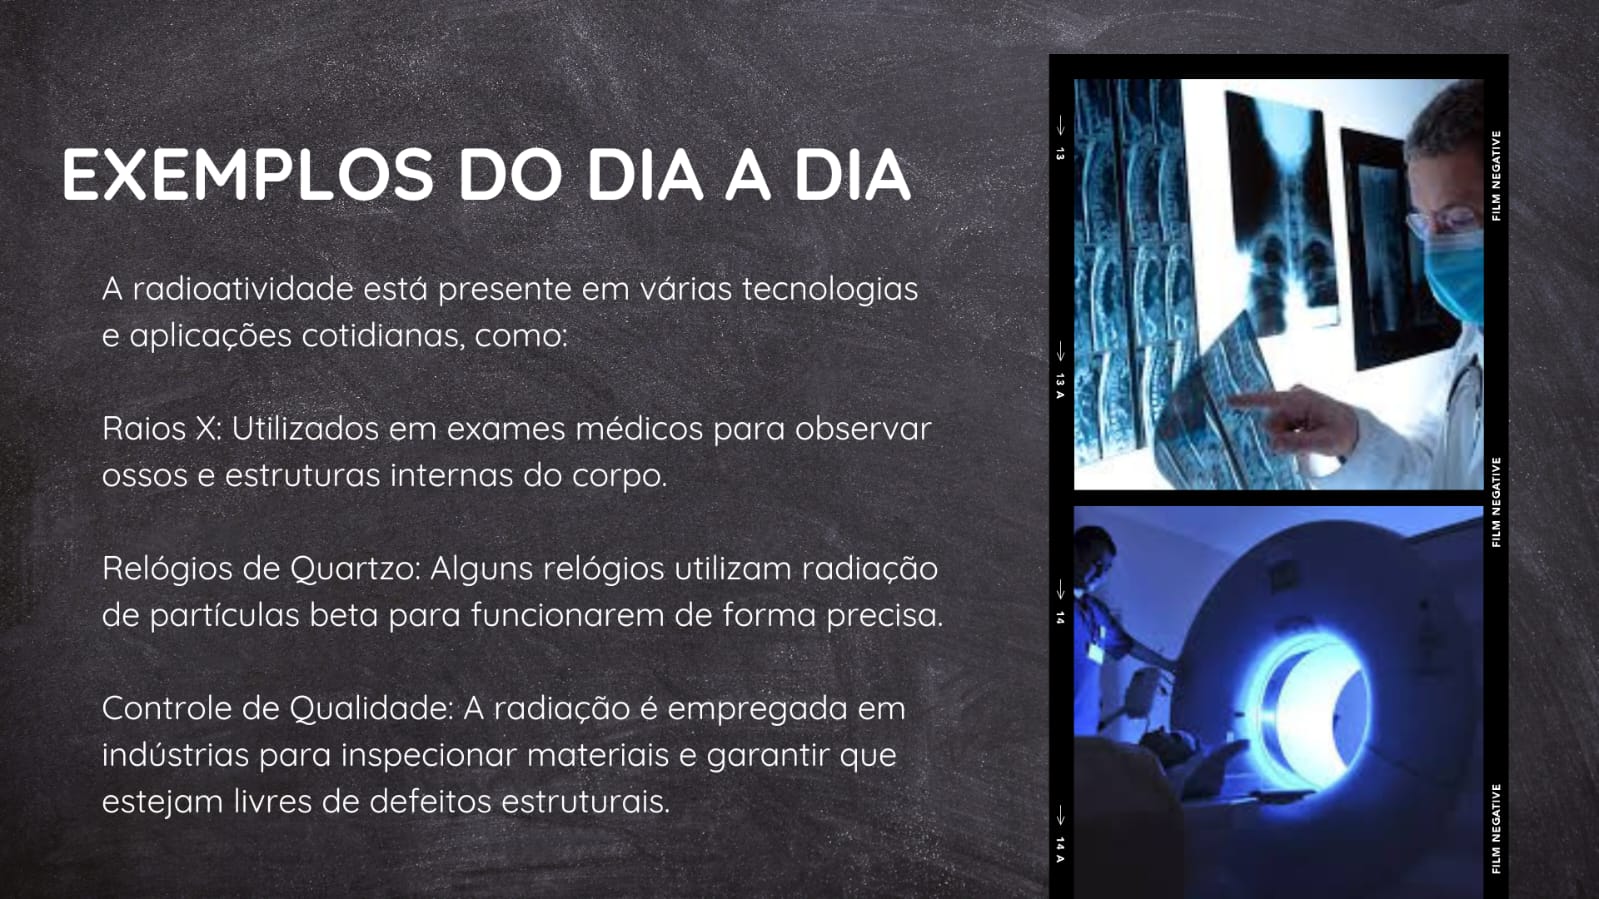 EXEMPLOS DO DIA A DIA
A radioatividade está presente em várias tecnologias
e aplicações cotidianas, como:
Raios X: Utilizados em exames médicos para observar
ossos e estruturas internas do corpo.
Relógios de Quartzo: Alguns relógios utilizam radiação
de partículas beta para funcionarem de forma precisa.
Controle de Qualidade: A radiação é empregada em
indústrias para inspecionar materiais e garantir que
estejam livres de defeitos estruturais.
→ 13
→ 13 A
→ 14
→ 14 A
FILM NEGATIVE
FILM NEGATIVE
FILM NEGATIVE